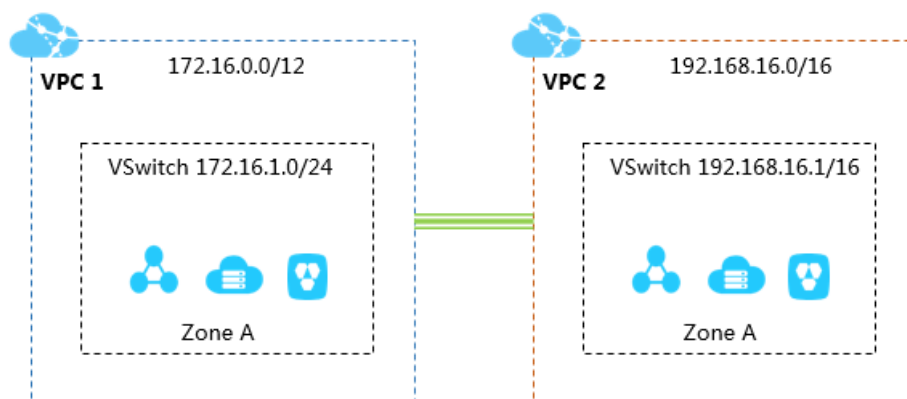 172.16.0.0/12
VPC 1
VSwitch 172.16.1.0/24
Zone A
192.168.16.0/16
VPC 2
VSwitch 192.168.16.1/16
Zone A